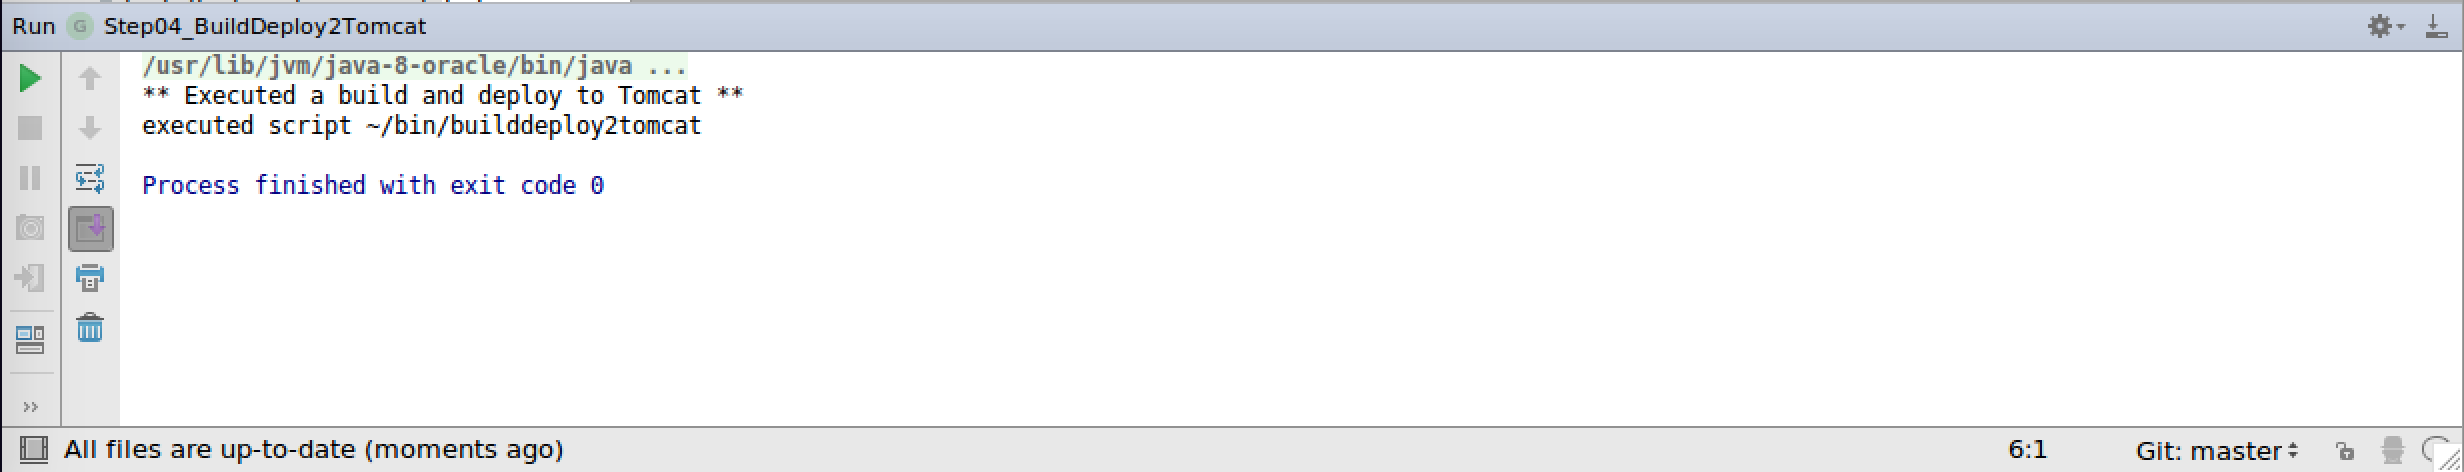 Run G Step04_BuildDeploy2Tomcat
/usr/lib/jvm/java-8-oracle/bin/java ...
** Executed a build and deploy to Tomcat **
executed script ~/bin/builddeploy2tomcat
Process finished with exit code 0
All files are up-to-date (moments ago) 6:1 Git: master